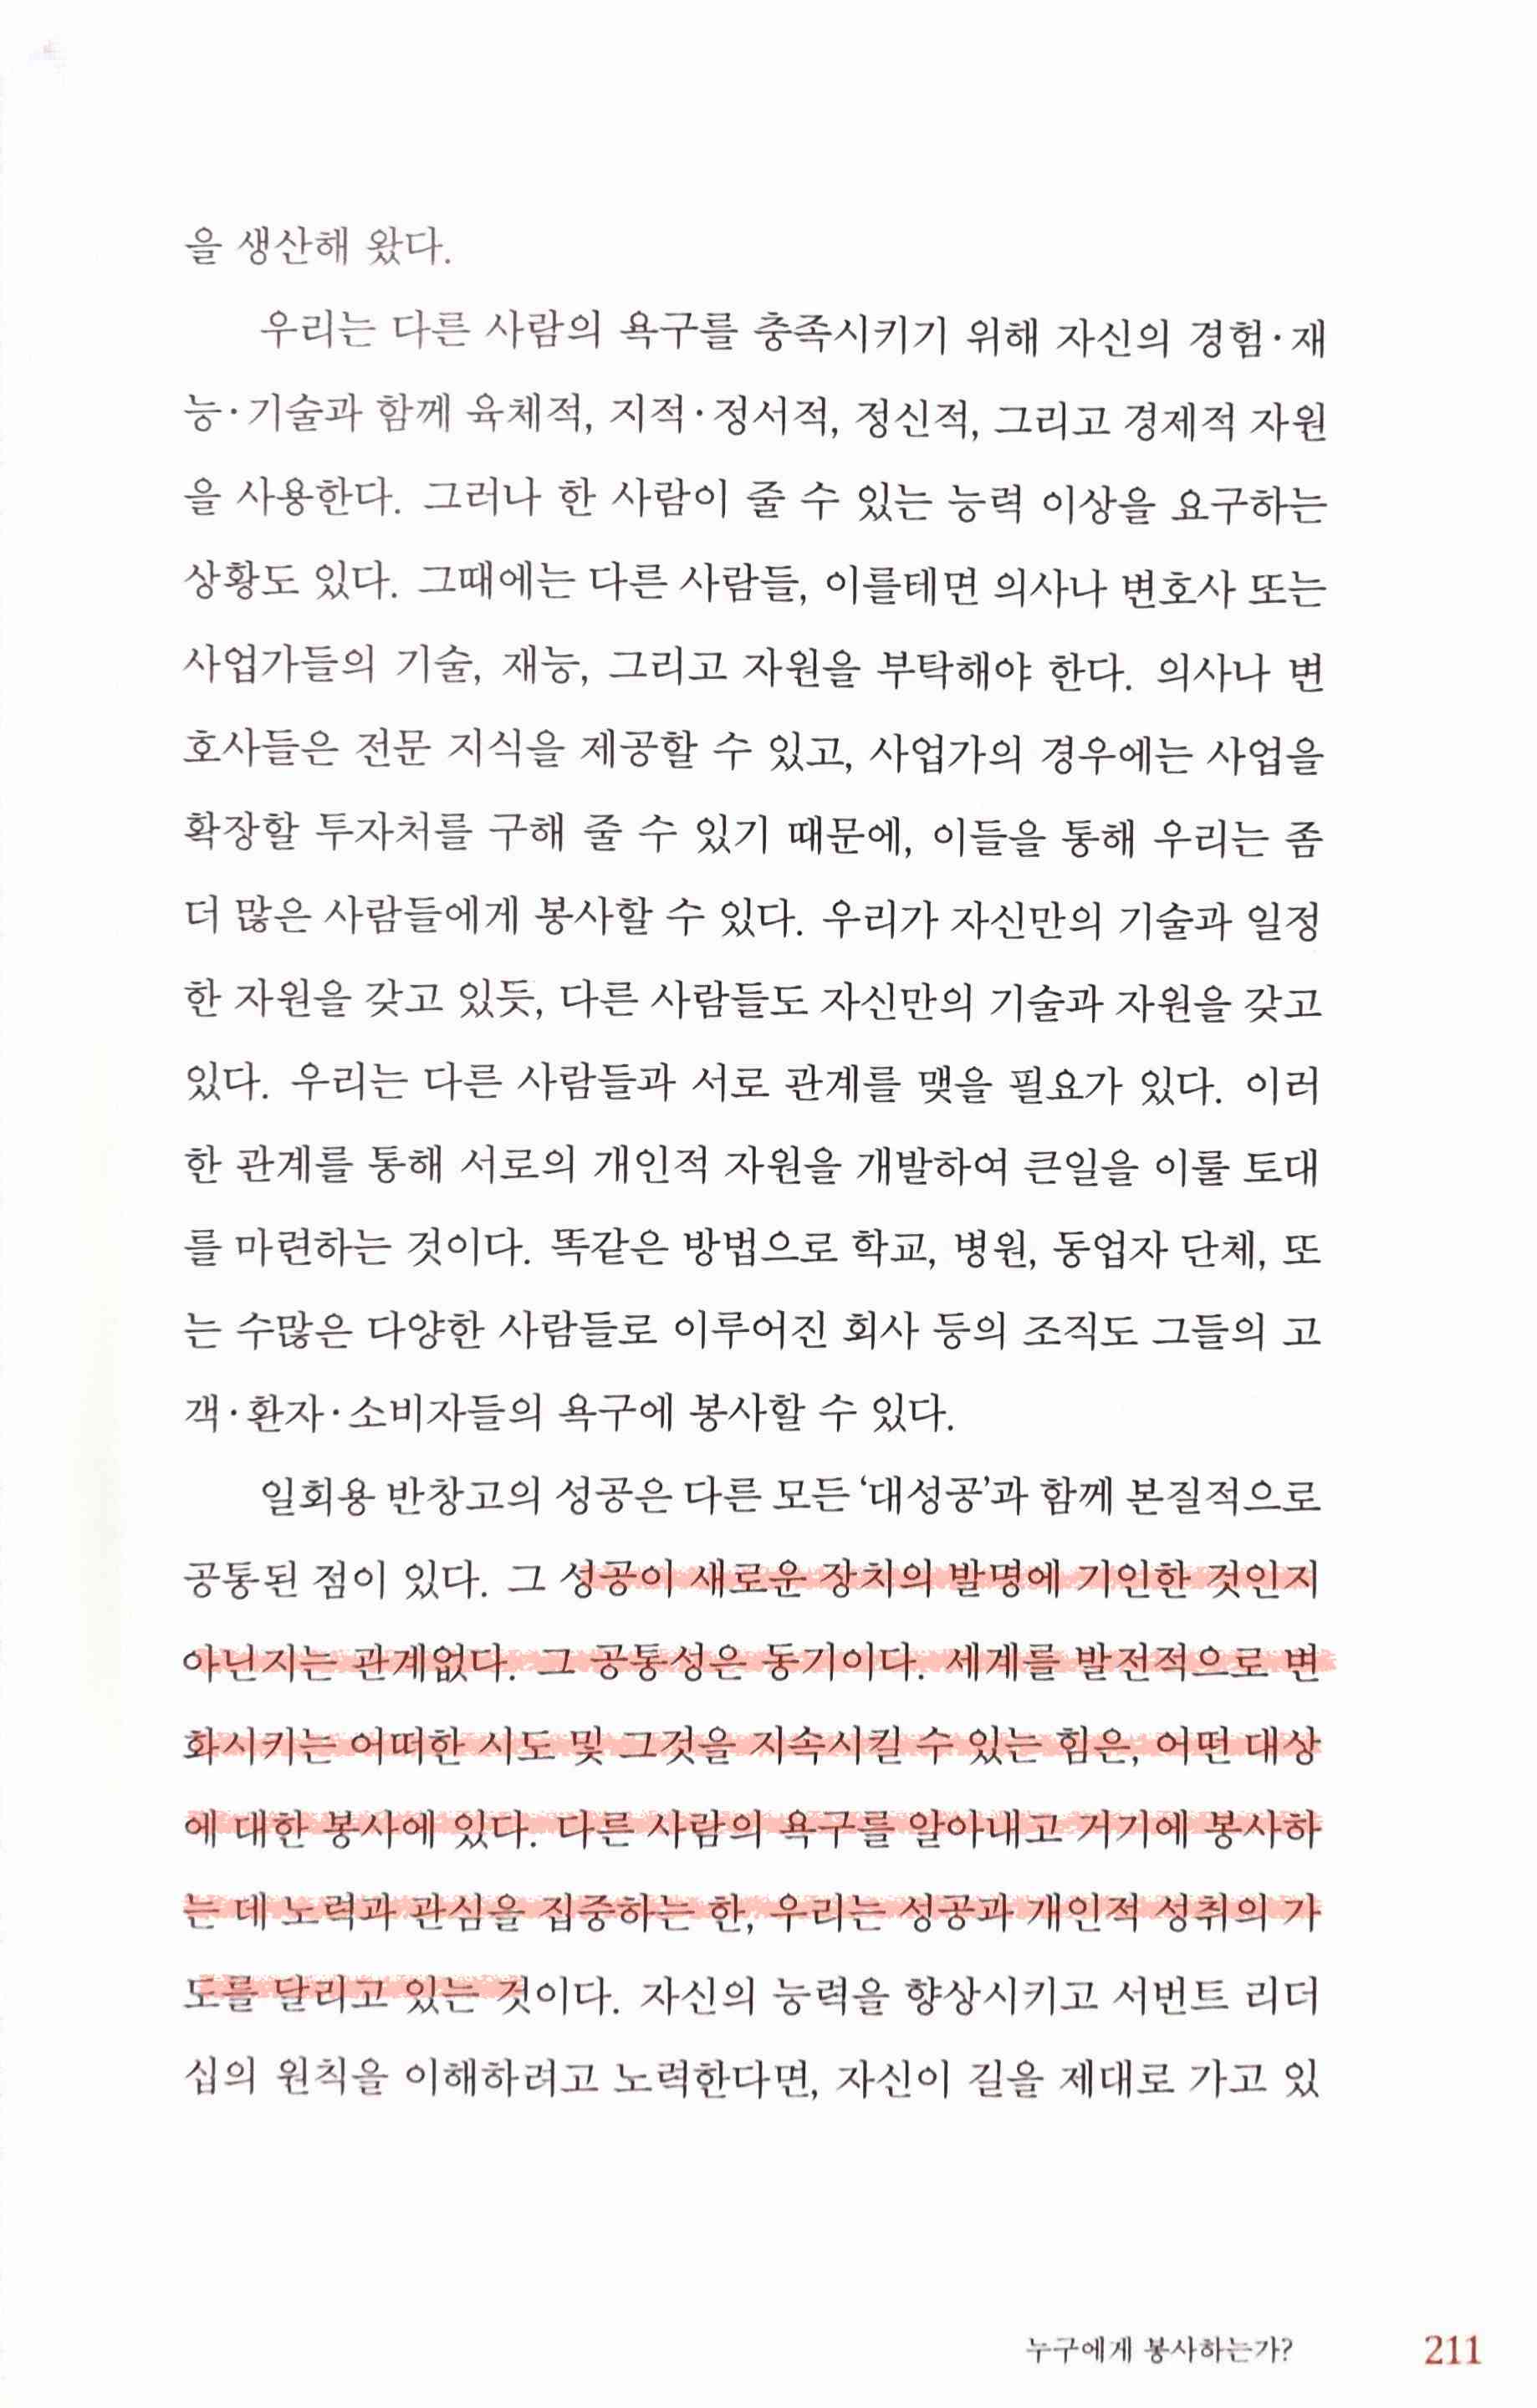 을 생산해 왔다.
우리는 다른 사람의 욕구를 충족시키기 위해 자신의 경험·재
능·기술과 함께 육체적, 지적·정서적, 정신적, 그리고 경제적 자원
을 사용한다. 그러나 한 사람이 줄 수 있는 능력 이상을 요구하는
상황도 있다. 그때에는 다른 사람들, 이를테면 의사나 변호사 또는
사업가들의 기술, 재능, 그리고 자원을 부탁해야 한다. 의사나 변
호사들은 전문 지식을 제공할 수 있고, 사업가의 경우에는 사업을
확장할 투자처를 구해 줄 수 있기 때문에, 이들을 통해 우리는 좀
더 많은 사람들에게 봉사할 수 있다. 우리가 자신만의 기술과 일정
한 자원을 갖고 있듯, 다른 사람들도 자신만의 기술과 자원을 갖고
있다. 우리는 다른 사람들과 서로 관계를 맺을 필요가 있다. 이러
한 관계를 통해 서로의 개인적 자원을 개발하여 큰일을 이룰 토대
를 마련하는 것이다. 똑같은 방법으로 학교, 병원, 동업자 단체, 또
는 수많은 다양한 사람들로 이루어진 회사 등의 조직도 그들의 고
객·환자·소비자들의 욕구에 봉사할 수 있다.
일회용 반창고의 성공은 다른 모든 ‘대성공’과 함께 본질적으로
공통된 점이 있다. 그 성공이 새로운 장치의 발명에 기인한 것인지
아닌지는 관계없다. 그 공통성은 동기이다. 세계를 발전적으로 변
화시키는 어떠한 시도 및 그것을 지속시킬 수 있는 힘은, 어떤 대상
에 대한 봉사에 있다. 다른 사람의 욕구를 알아내고 거기에 봉사하
는 데 노력과 관심을 집중하는 한, 우리는 성공과 개인적 성취의 가
도를 달리고 있는 것이다. 자신의 능력을 향상시키고 서번트 리더
십의 원칙을 이해하려고 노력한다면, 자신이 길을 제대로 가고 있
누구에게 봉사하는가? 211